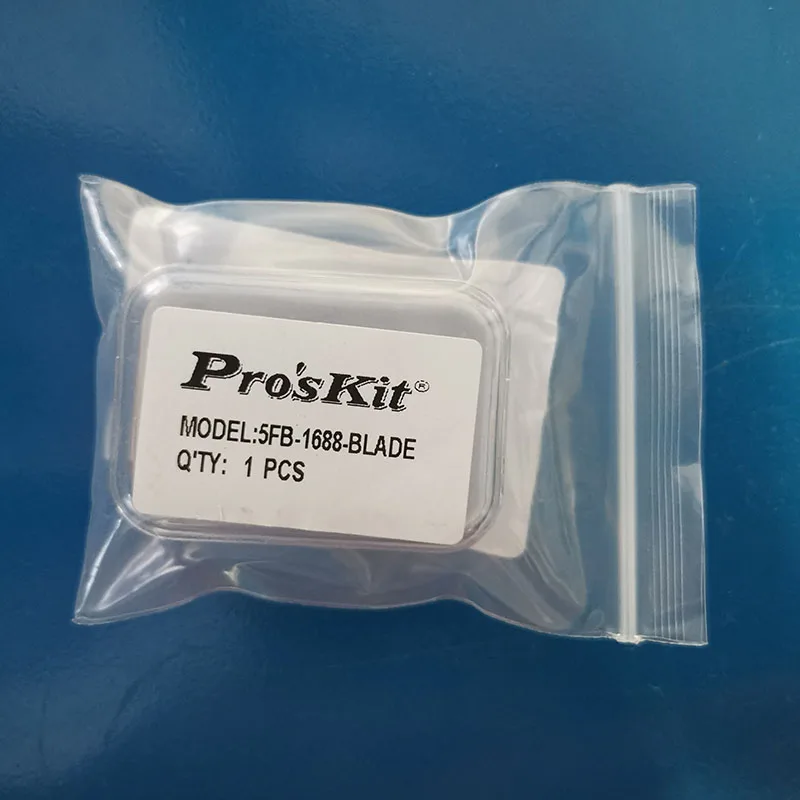 Pro'sKit®
MODEL:5FB-1688-BLADE
Q'TY: 1 PCS